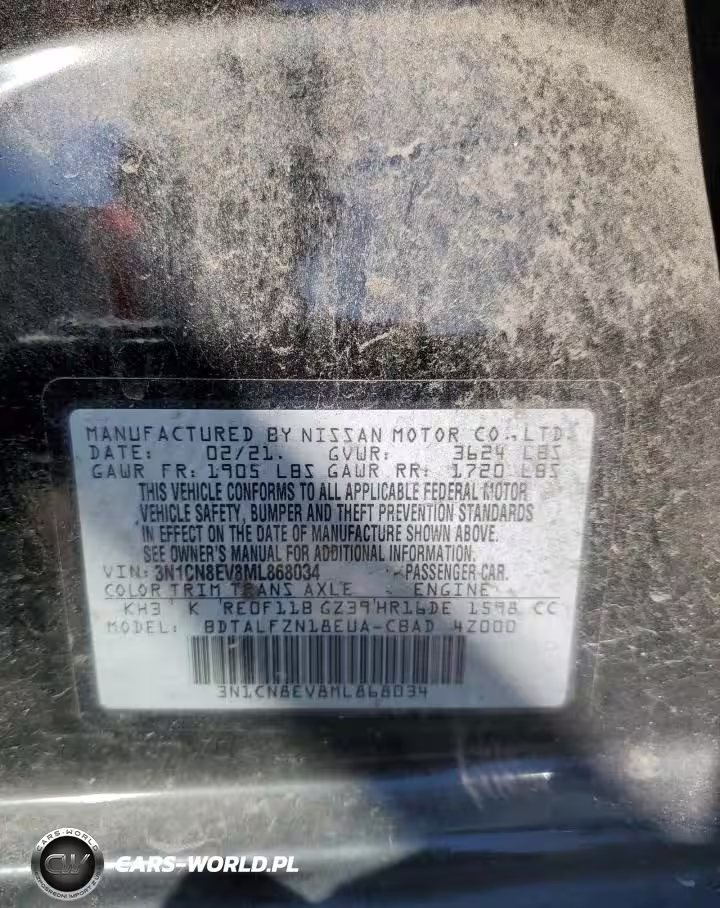 MANUFACTURED BY NISSAN MOTOR CO., LTD.
DATE: 02/21. GVWR: 3624 LBS
GAWR FR: 1905 LBS GAWR RR: 1720 LBS
THIS VEHICLE CONFORMS TO ALL APPLICABLE FEDERAL MOTOR
VEHICLE SAFETY, BUMPER AND THEFT PREVENTION STANDARDS
IN EFFECT ON THE DATE OF MANUFACTURE SHOWN ABOVE.
SEE OWNER'S MANUAL FOR ADDITIONAL INFORMATION.
VIN: 3N1CN8EV8ML868034 PASSENGER CAR.
COLOR TRIM TRANS AXLE ENGINE
KH3 K RE0F11B GZ39 HR16DE 1598 CC
MODEL: BDTALFZN18EUA-CBAD 4Z000
3N1CN8EV8ML868034
CARS-WORLD
CW
CARS-WORLD.PL